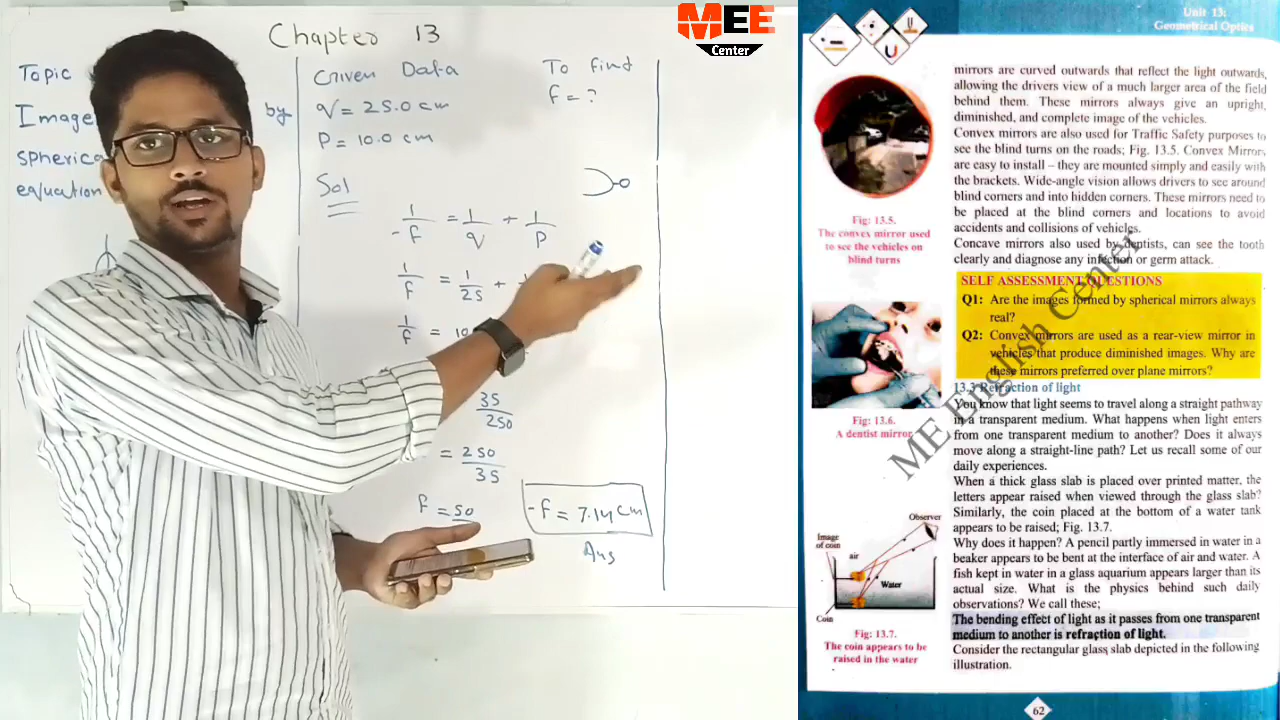 Chapter 13
Topic
Image by
spherica
equation
Given Data
q = 25.0 cm
P = 10.0 cm
To find
f = ?
Sol
1/-f = 1/q + 1/P
1/f = 1/25 +
1/f = 10
35/250
= 250/35
f = 50
-f = 7.14 cm
Ans
MEE
Center
Unit 13:
Geometrical Optics
mirrors are curved outwards that reflect the light outwards,
allowing the drivers view of a much larger area of the field
behind them. These mirrors always give an upright,
diminished, and complete image of the vehicles.
Convex mirrors are also used for Traffic Safety purposes to
see the blind turns on the roads; Fig. 13.5. Convex Mirrors
are easy to install – they are mounted simply and easily with
the brackets. Wide-angle vision allows drivers to see around
blind corners and into hidden corners. These mirrors need to
be placed at the blind corners and locations to avoid
accidents and collisions of vehicles.
Concave mirrors also used by dentists, can see the tooth
clearly and diagnose any infection or germ attack.
Fig: 13.5.
The convex mirror used
to see the vehicles on
blind turns
SELF ASSESSMENT QUESTIONS
Q1: Are the images formed by spherical mirrors always
real?
Q2: Convex mirrors are used as a rear-view mirror in
vehicles that produce diminished images. Why are
these mirrors preferred over plane mirrors?
Fig: 13.6.
A dentist mirror
13.3 Refraction of light
You know that light seems to travel along a straight pathway
in a transparent medium. What happens when light enters
from one transparent medium to another? Does it always
move along a straight-line path? Let us recall some of our
daily experiences.
When a thick glass slab is placed over printed matter, the
letters appear raised when viewed through the glass slab?
Similarly, the coin placed at the bottom of a water tank
appears to be raised; Fig. 13.7.
Why does it happen? A pencil partly immersed in water in a
beaker appears to be bent at the interface of air and water. A
fish kept in water in a glass aquarium appears larger than its
actual size. What is the physics behind such daily
observations? We call these;
The bending effect of light as it passes from one transparent
medium to another is refraction of light.
Consider the rectangular glass slab depicted in the following
illustration.
Observer
Image
of coin
air
Water
Coin
Fig: 13.7.
The coin appears to be
raised in the water
ME English Center
62